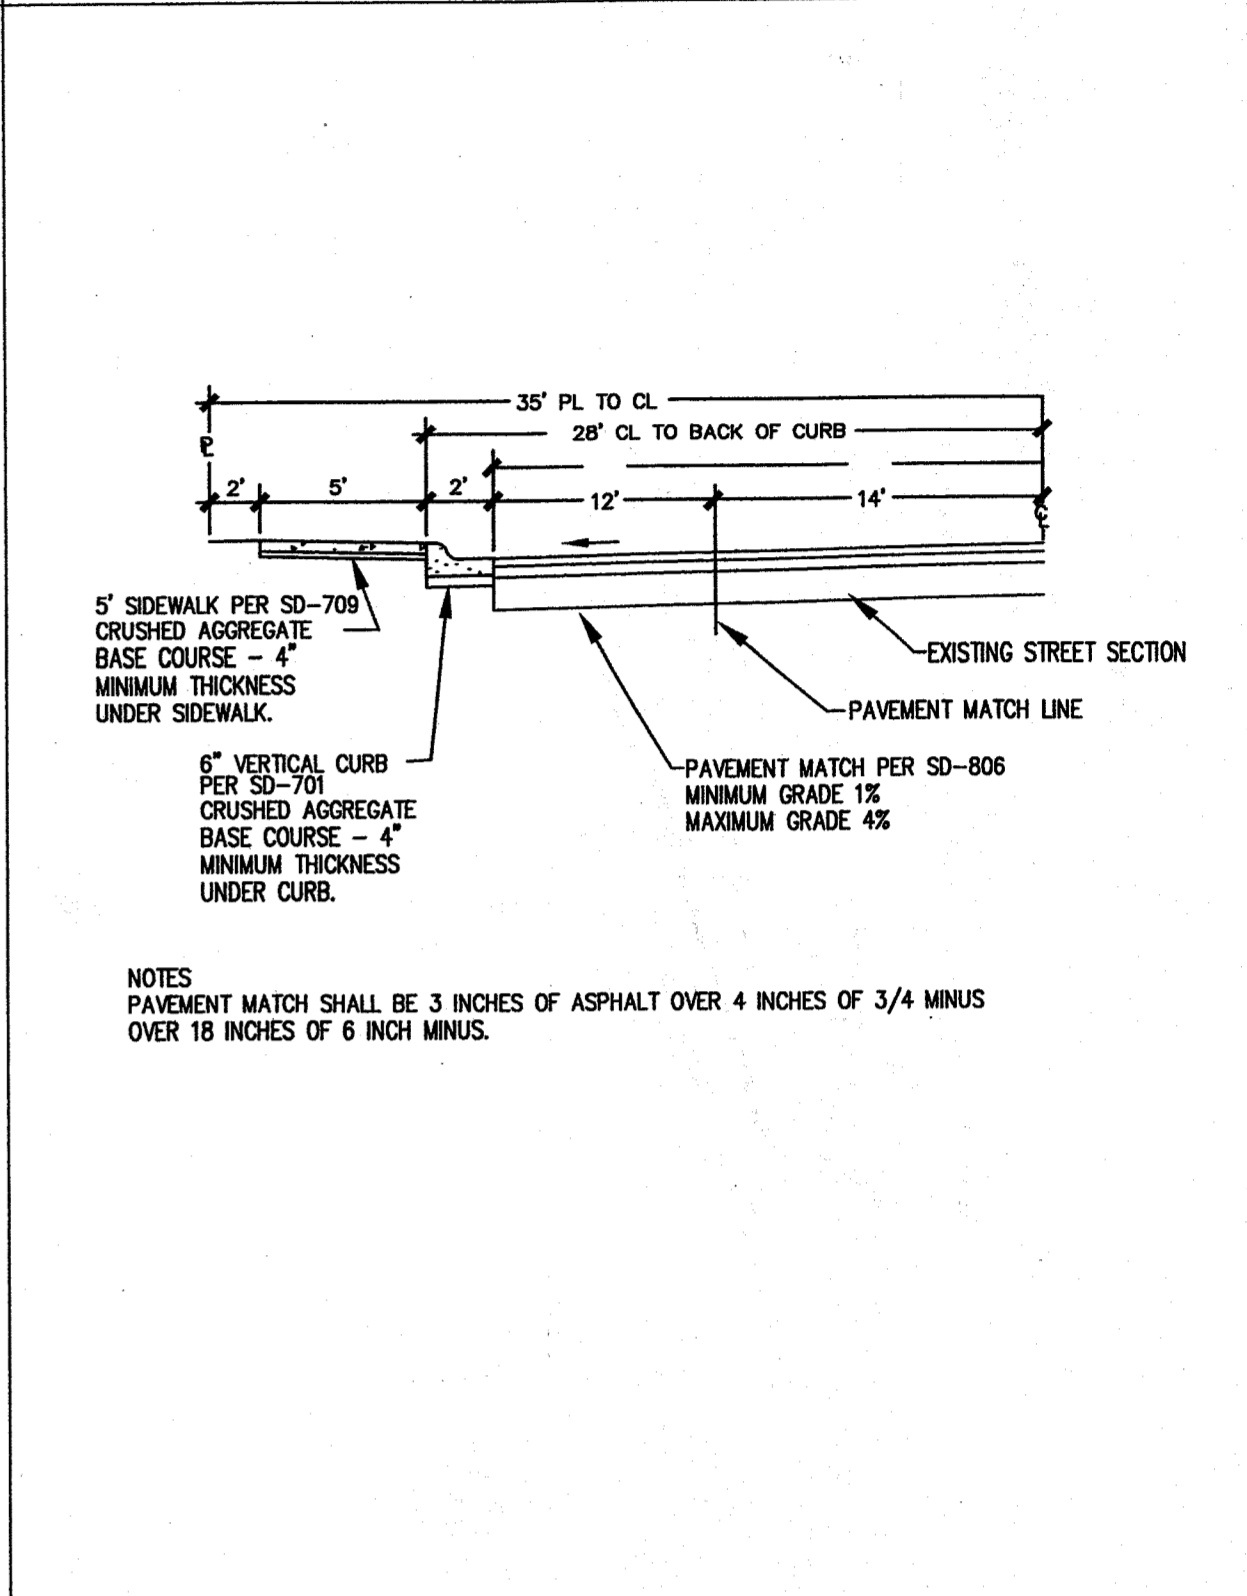 35' PL TO CL
28' CL TO BACK OF CURB
PL
2' 5' 2' 12' 14'
CL
5' SIDEWALK PER SD-709
CRUSHED AGGREGATE
BASE COURSE - 4"
MINIMUM THICKNESS
UNDER SIDEWALK.
EXISTING STREET SECTION
PAVEMENT MATCH LINE
6" VERTICAL CURB
PER SD-701
CRUSHED AGGREGATE
BASE COURSE - 4"
MINIMUM THICKNESS
UNDER CURB.
PAVEMENT MATCH PER SD-806
MINIMUM GRADE 1%
MAXIMUM GRADE 4%
NOTES
PAVEMENT MATCH SHALL BE 3 INCHES OF ASPHALT OVER 4 INCHES OF 3/4 MINUS
OVER 18 INCHES OF 6 INCH MINUS.